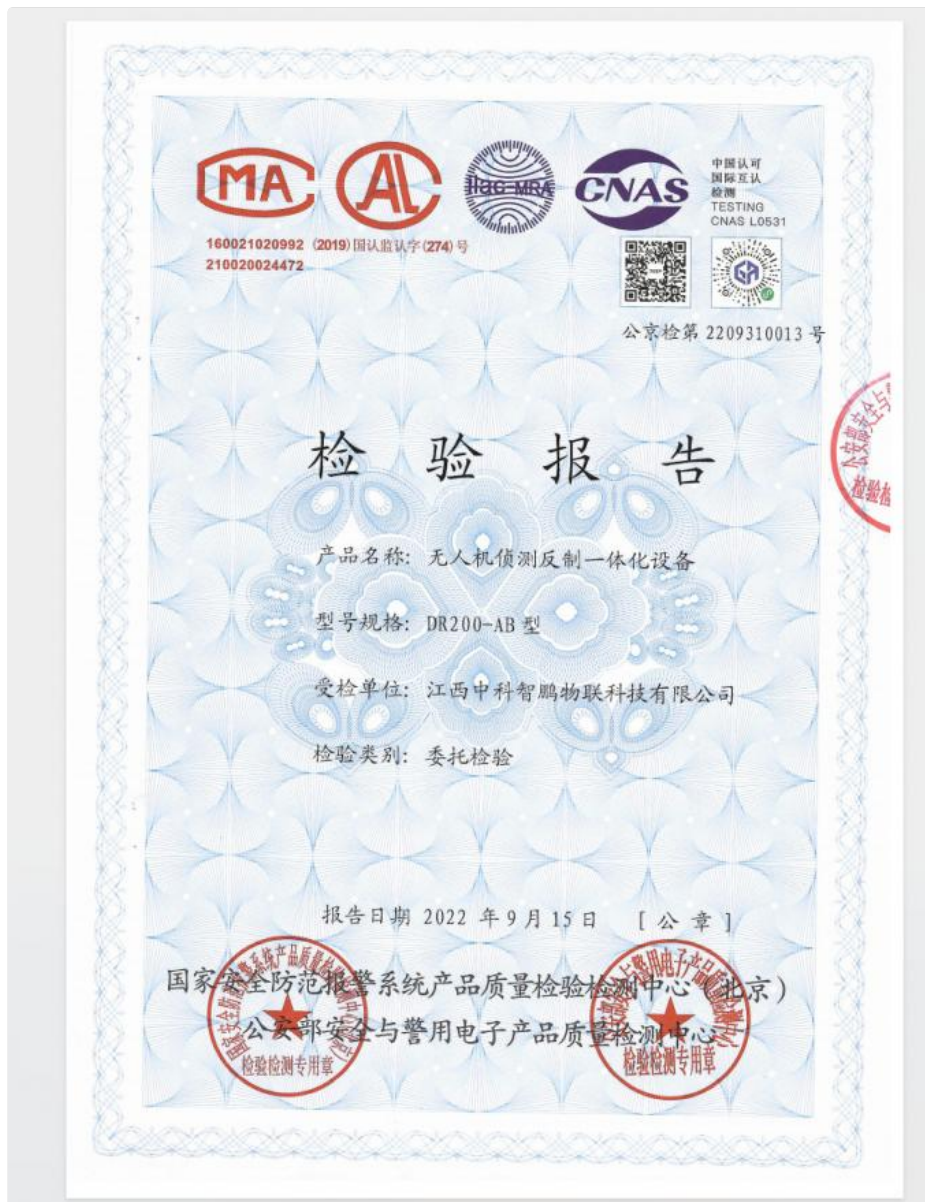 MA
AL
ilac-MRA
CNAS
中国认可
国际互认
检测
TESTING
CNAS L0531
160021020992 (2019)国认监认字(274)号
210020024472
公京检第 2209310013 号
检验报告
产品名称: 无人机侦测反制一体化设备
型号规格: DR200-AB 型
受检单位: 江西中科智鹏物联科技有限公司
检验类别: 委托检验
报告日期 2022 年 9 月 15 日 [公章]
国家安全防范报警系统产品质量检验检测中心(北京)
公安部安全与警用电子产品质量检测中心
检验检测专用章
检验检测专用章